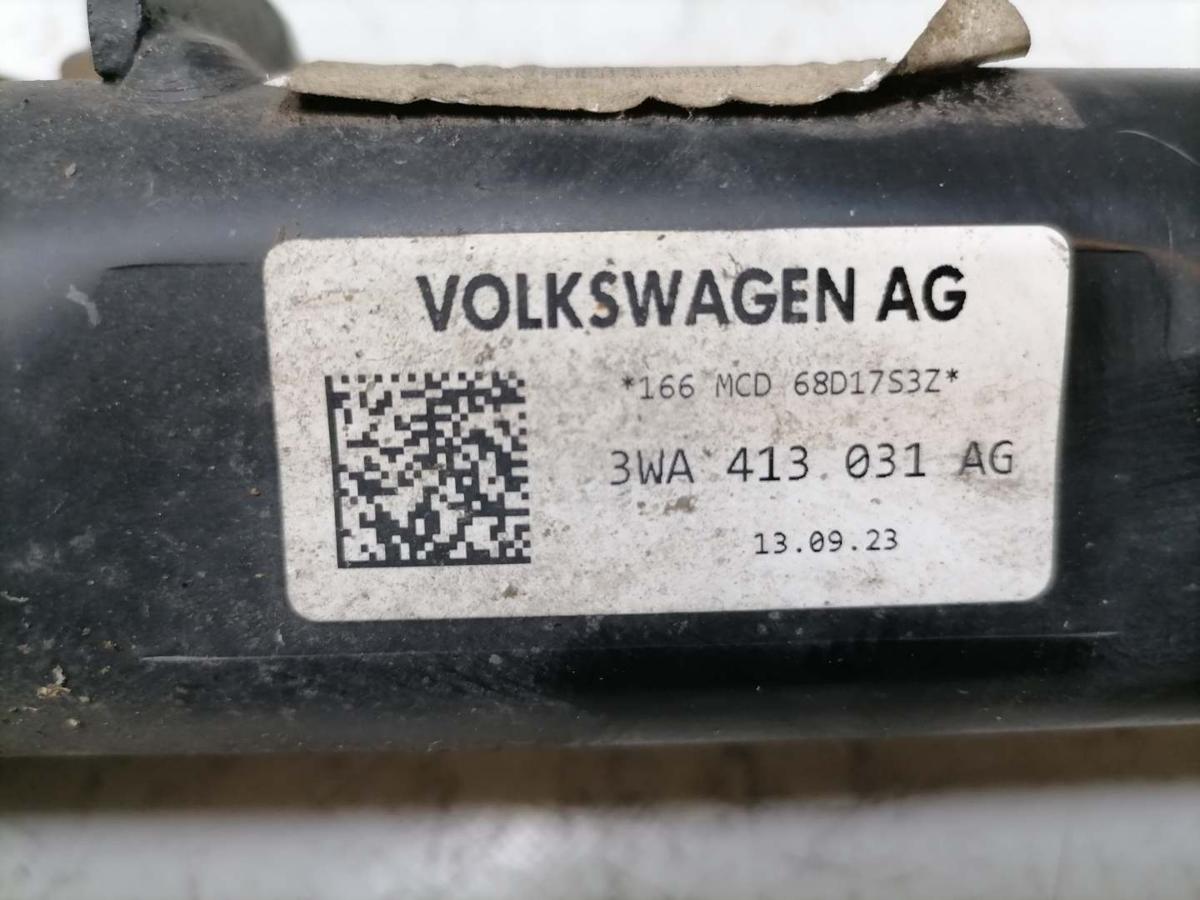 VOLKSWAGEN AG
*166 MCD 68D17S3Z*
3WA 413 031 AG
13.09.23